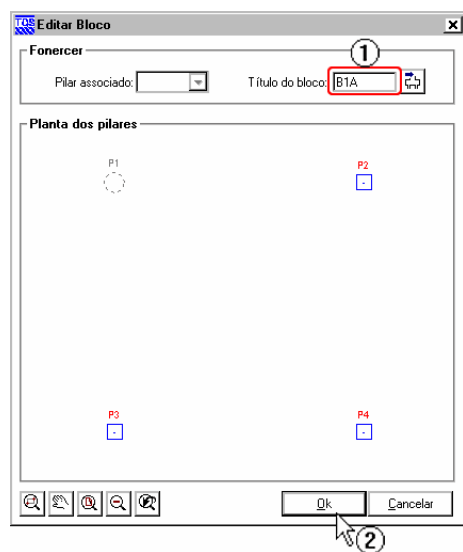 TQS Editar Bloco
Fonercer
1
Pilar associado: Título do bloco: B1A
Planta dos pilares
P1 P2
P3 P4
Ok Cancelar
2